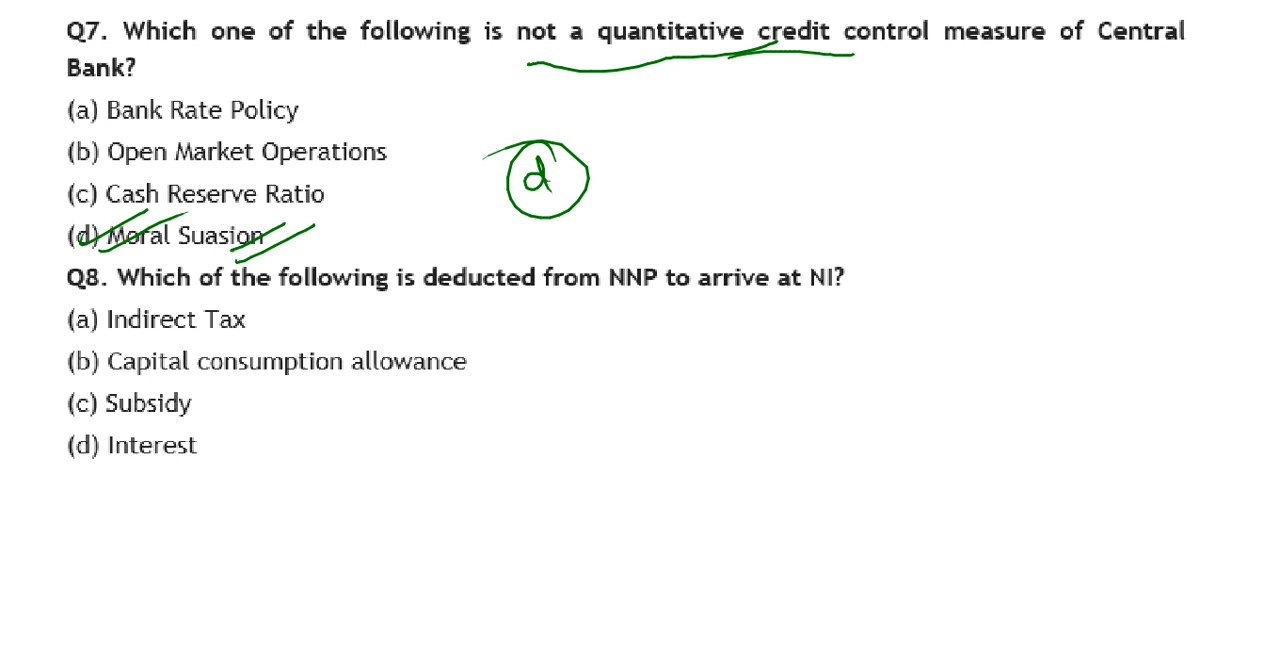 Q7. Which one of the following is not a quantitative credit control measure of Central
Bank?
(a) Bank Rate Policy
(b) Open Market Operations
(c) Cash Reserve Ratio
d
(d) Moral Suasion
Q8. Which of the following is deducted from NNP to arrive at NI?
(a) Indirect Tax
(b) Capital consumption allowance
(c) Subsidy
(d) Interest